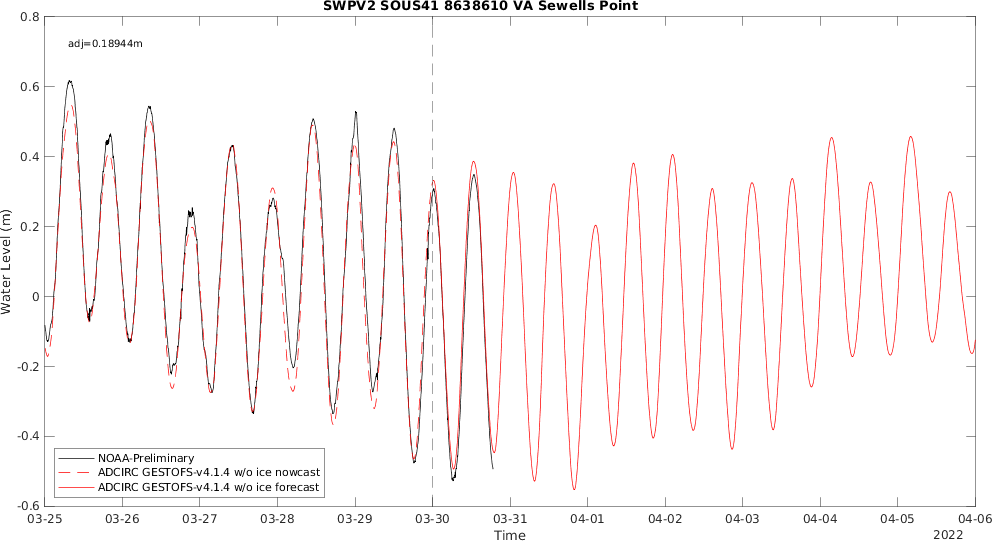 SWPV2 SOUS41 8638610 VA Sewells Point
adj=0.18944m
0.8
0.6
0.4
0.2
0
-0.2
-0.4
-0.6
Water Level (m)
NOAA-Preliminary
ADCIRC GESTOFS-v4.1.4 w/o ice nowcast
ADCIRC GESTOFS-v4.1.4 w/o ice forecast
03-25 03-26 03-27 03-28 03-29 03-30 03-31 04-01 04-02 04-03 04-04 04-05 04-06
Time
2022